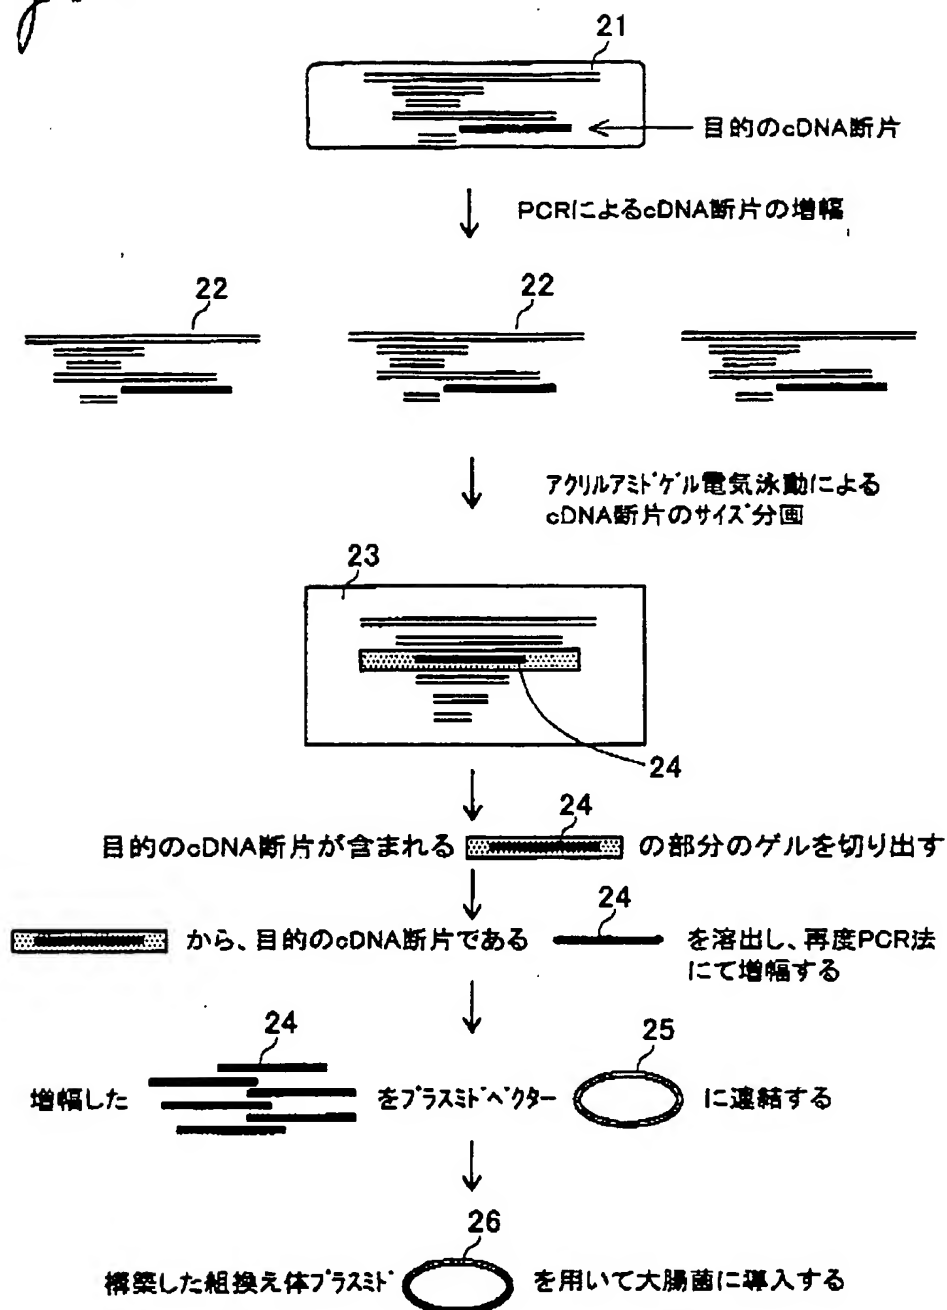 21
目的のcDNA断片
PCRによるcDNA断片の増幅
22
22
アクリルアミドゲル電気泳動による
cDNA断片のサイズ分画
23
24
24
目的のcDNA断片が含まれる の部分のゲルを切り出す
24
から、目的のcDNA断片である を溶出し、再度PCR法
にて増幅する
24
25
増幅した をプラスミドベクター に連結する
26
構築した組換え体プラスミド を用いて大腸菌に導入する